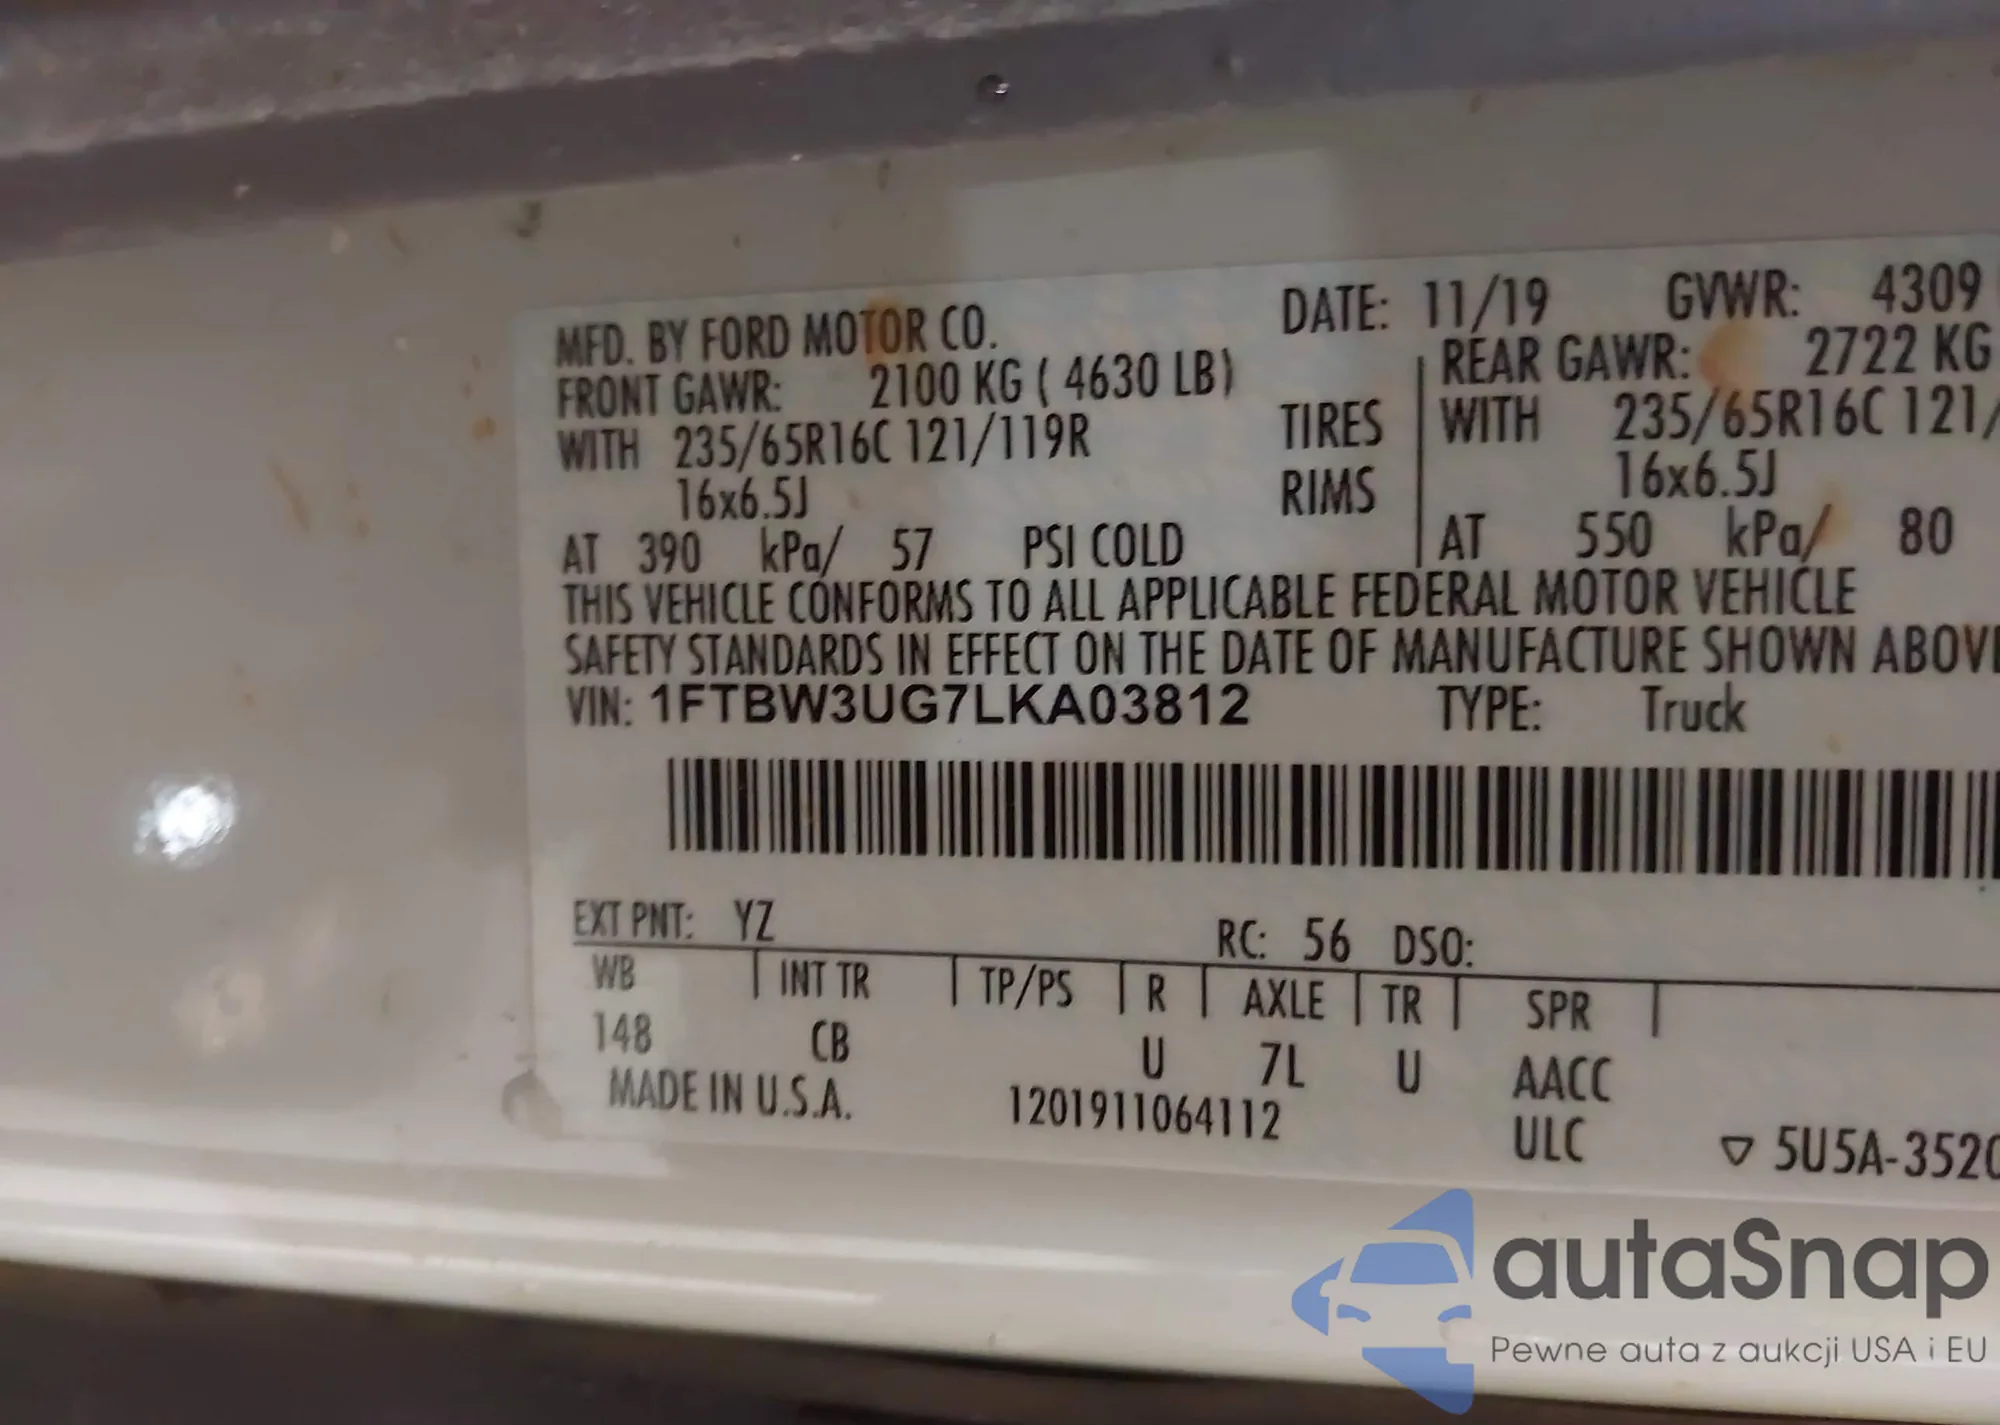 MFD. BY FORD MOTOR CO. DATE: 11/19 GVWR: 4309
FRONT GAWR: 2100 KG ( 4630 LB) REAR GAWR: 2722 KG
WITH 235/65R16C 121/119R TIRES WITH 235/65R16C 121/
16x6.5J RIMS 16x6.5J
AT 390 kPa/ 57 PSI COLD AT 550 kPa/ 80
THIS VEHICLE CONFORMS TO ALL APPLICABLE FEDERAL MOTOR VEHICLE
SAFETY STANDARDS IN EFFECT ON THE DATE OF MANUFACTURE SHOWN ABOVE
VIN: 1FTBW3UG7LKA03812 TYPE: Truck
EXT PNT: YZ RC: 56 DSO:
WB INT TR TP/PS R AXLE TR SPR
148 CB U 7L U AACC
MADE IN U.S.A. 1201911064112 ULC ▽ 5U5A-3520
autaSnap
Pewne auta z aukcji USA i EU